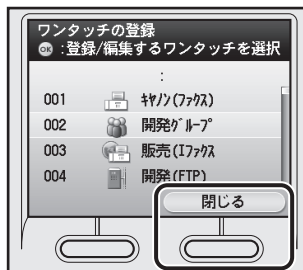 ワンタッチの登録
OK :登録/編集するワンタッチを選択
:
001 ｷﾔﾉﾝ(ﾌｧｸｽ)
002 開発ｸﾞﾙｰﾌﾟ
003 販売(Iﾌｧｸｽ
004 開発(FTP)
閉じる